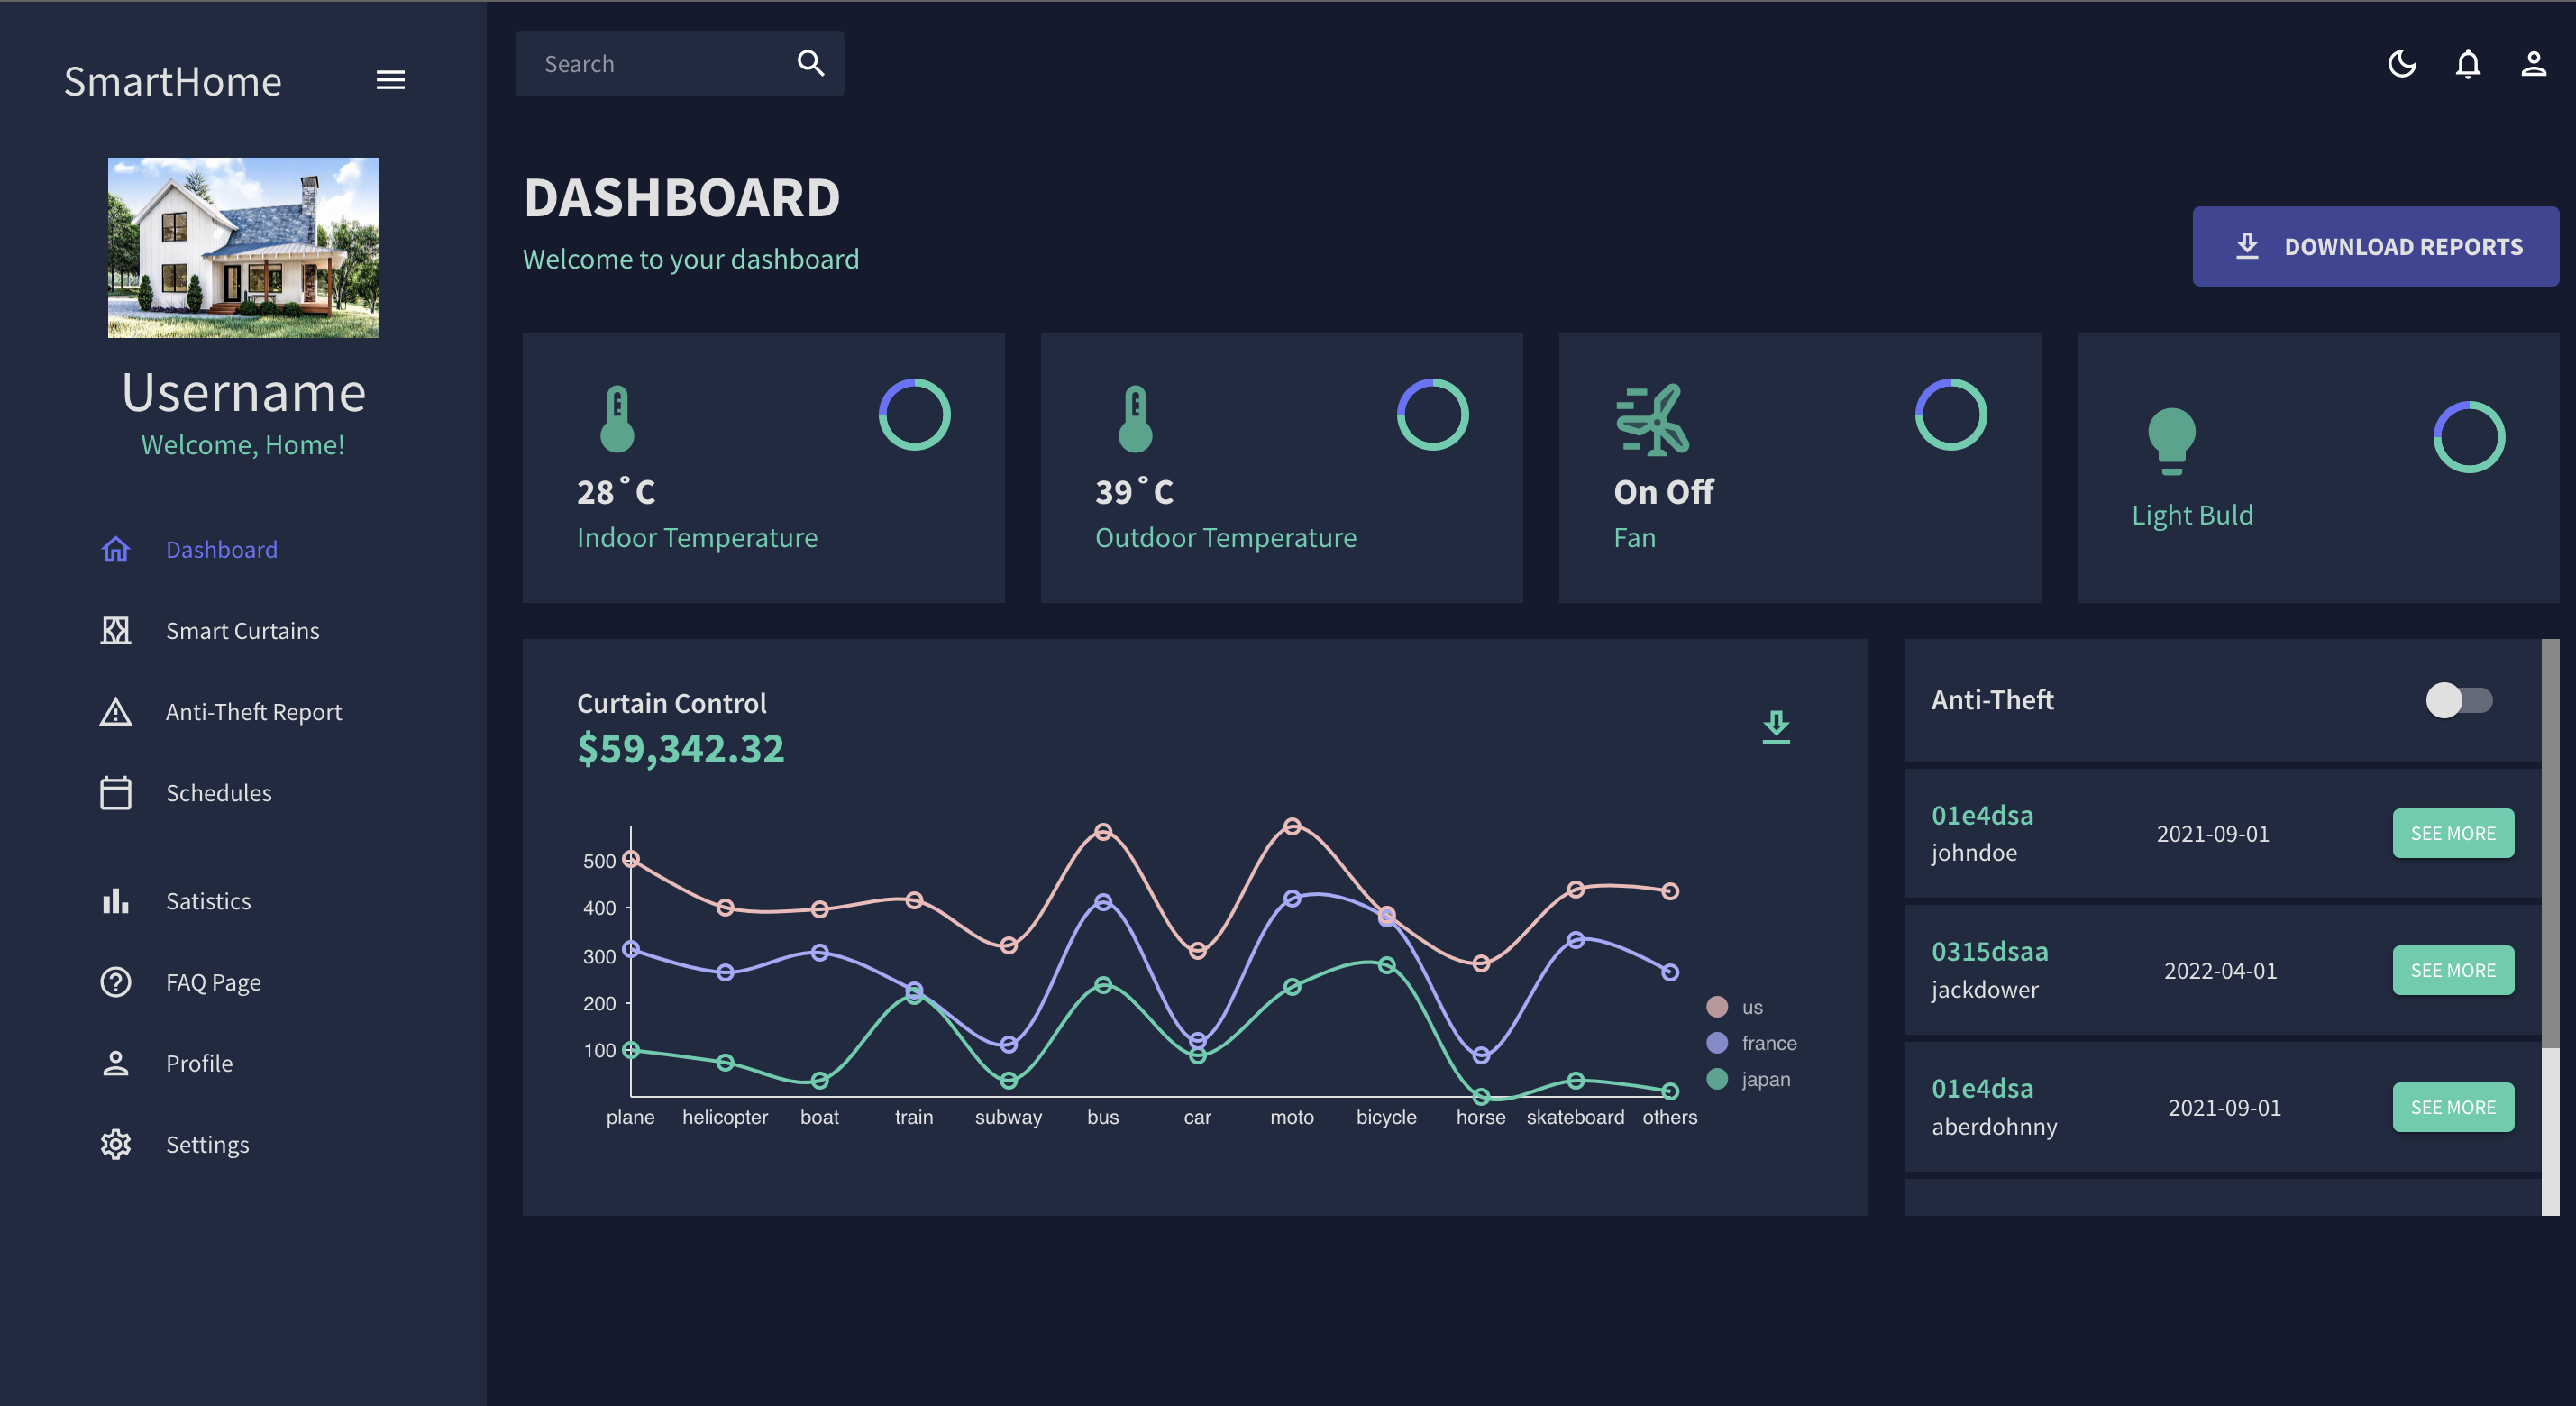 SmartHome
Username
Welcome, Home!
Dashboard
Smart Curtains
Anti-Theft Report
Schedules
Satistics
FAQ Page
Profile
Settings
Search
DASHBOARD
Welcome to your dashboard
DOWNLOAD REPORTS
28˚C
Indoor Temperature
39˚C
Outdoor Temperature
On Off
Fan
Light Buld
Curtain Control
$59,342.32
500
400
300
200
100
plane helicopter boat train subway bus car moto bicycle horse skateboard others
us
france
japan
Anti-Theft
01e4dsa
johndoe
2021-09-01
SEE MORE
0315dsaa
jackdower
2022-04-01
SEE MORE
01e4dsa
aberdohnny
2021-09-01
SEE MORE